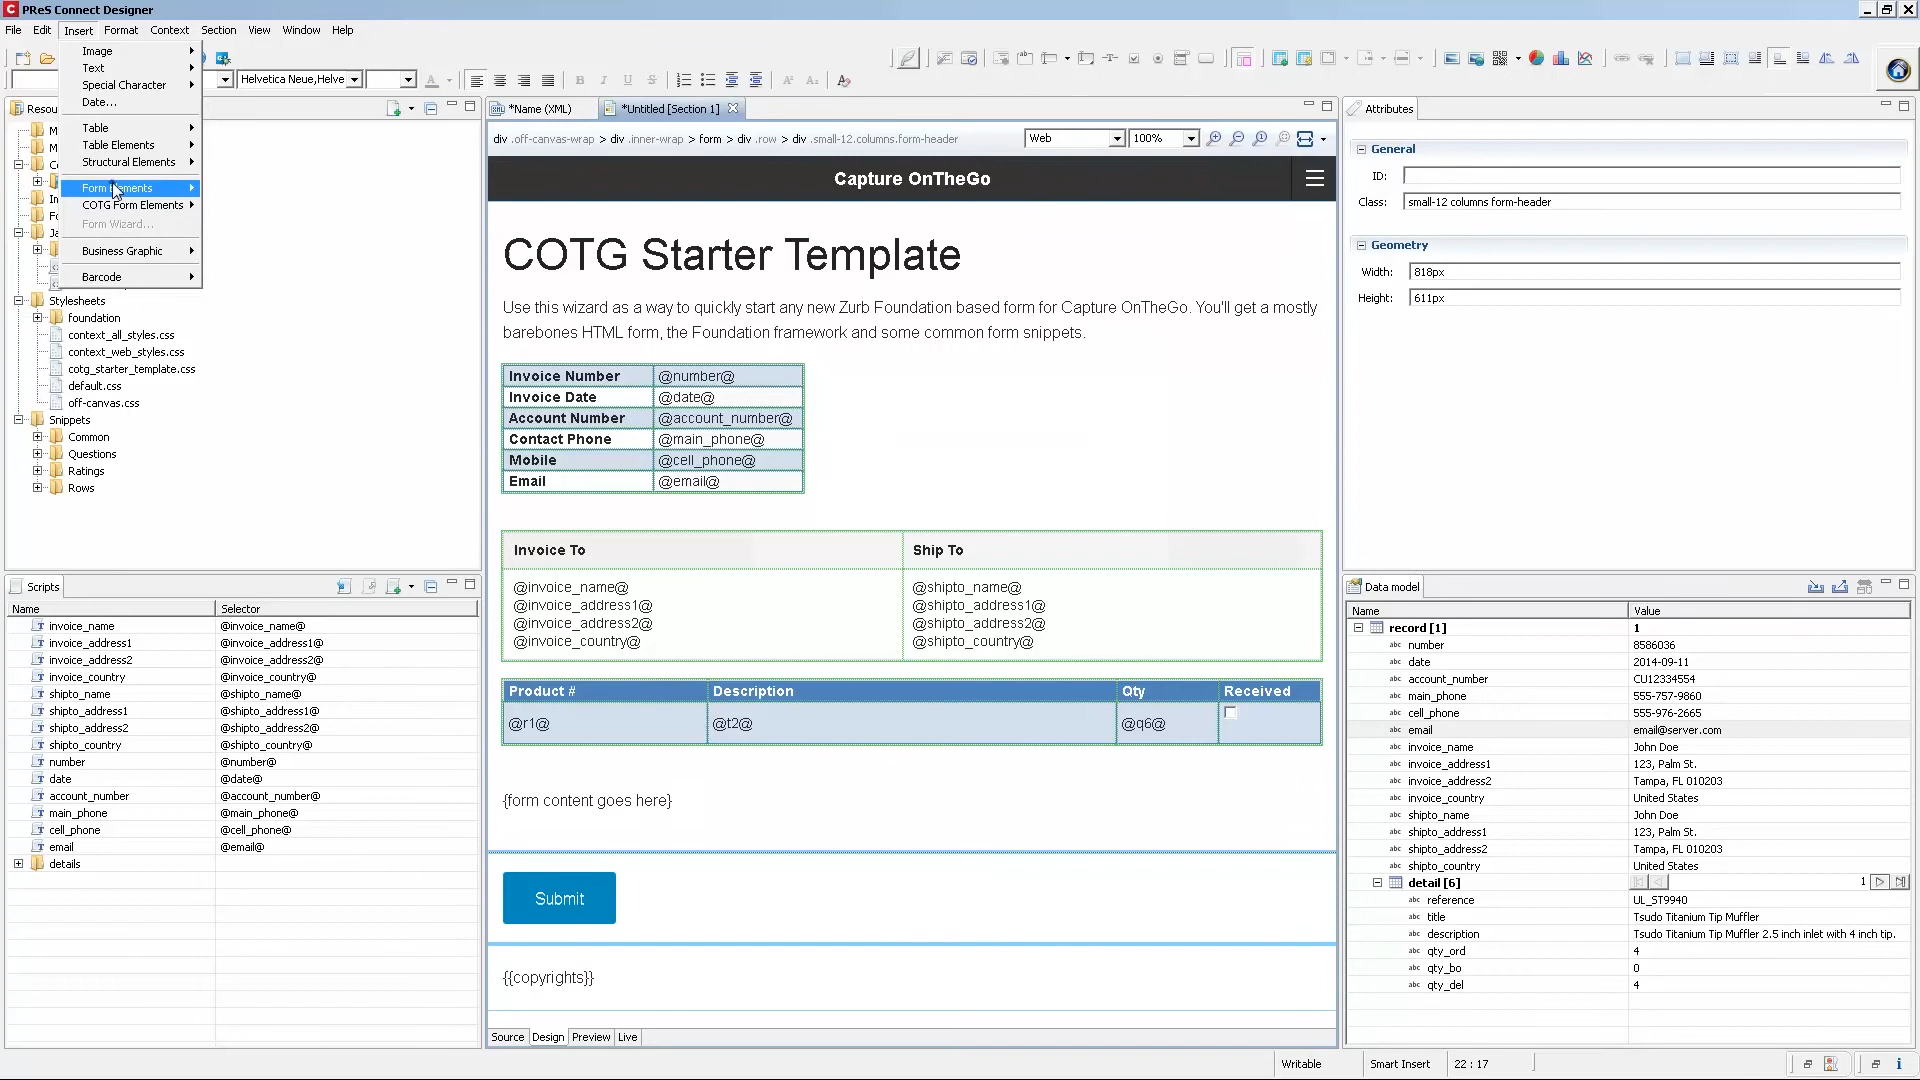 PReS Connect Designer
File Edit Insert Format Context Section View Window Help
Image
Text
Special Character
Date...
Table
Table Elements
Structural Elements
Form Elements
COTG Form Elements
Form Wizard...
Business Graphic
Barcode
Helvetica Neue,Helve
Resou
M
M
Co
In
Fo
Ja
Stylesheets
foundation
context_all_styles.css
context_web_styles.css
cotg_starter_template.css
default.css
off-canvas.css
Snippets
Common
Questions
Ratings
Rows
Scripts
Name Selector
invoice_name @invoice_name@
invoice_address1 @invoice_address1@
invoice_address2 @invoice_address2@
invoice_country @invoice_country@
shipto_name @shipto_name@
shipto_address1 @shipto_address1@
shipto_address2 @shipto_address2@
shipto_country @shipto_country@
number @number@
date @date@
account_number @account_number@
main_phone @main_phone@
cell_phone @cell_phone@
email @email@
details
*Name (XML) *Untitled [Section 1]
div .off-canvas-wrap > div .inner-wrap > form > div .row > div .small-12.columns.form-header
Web 100%
Capture OnTheGo
COTG Starter Template
Use this wizard as a way to quickly start any new Zurb Foundation based form for Capture OnTheGo. You'll get a mostly
barebones HTML form, the Foundation framework and some common form snippets.
Invoice Number @number@
Invoice Date @date@
Account Number @account_number@
Contact Phone @main_phone@
Mobile @cell_phone@
Email @email@
Invoice To Ship To
@invoice_name@ @shipto_name@
@invoice_address1@ @shipto_address1@
@invoice_address2@ @shipto_address2@
@invoice_country@ @shipto_country@
Product # Description Qty Received
@r1@ @t2@ @q6@
{form content goes here}
Submit
{{copyrights}}
Source Design Preview Live
Attributes
General
ID:
Class: small-12 columns form-header
Geometry
Width: 818px
Height: 611px
Data model
Name Value
record [1] 1
number 8586036
date 2014-09-11
account_number CU12334554
main_phone 555-757-9860
cell_phone 555-976-2665
email email@server.com
invoice_name John Doe
invoice_address1 123, Palm St.
invoice_address2 Tampa, FL 010203
invoice_country United States
shipto_name John Doe
shipto_address1 123, Palm St.
shipto_address2 Tampa, FL 010203
shipto_country United States
detail [6] 1
reference UL_ST9940
title Tsudo Titanium Tip Muffler
description Tsudo Titanium Tip Muffler 2.5 inch inlet with 4 inch tip.
qty_ord 4
qty_bo 0
qty_del 4
Writable Smart Insert 22 : 17